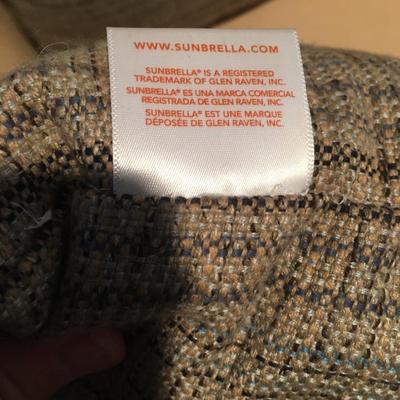 WWW.SUNBRELLA.COM
SUNBRELLA® IS A REGISTERED
TRADEMARK OF GLEN RAVEN, INC.
SUNBRELLA® ES UNA MARCA COMERCIAL
REGISTRADA DE GLEN RAVEN, INC.
SUNBRELLA® EST UNE MARQUE
DÉPOSÉE DE GLEN RAVEN, INC.